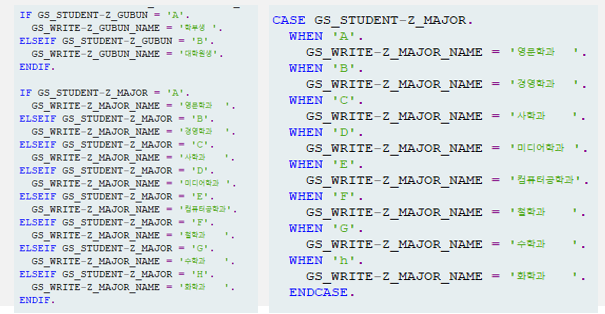 IF GS_STUDENT-Z_GUBUN = 'A'.
GS_WRITE-Z_GUBUN_NAME = '학부생 '.
ELSEIF GS_STUDENT-Z_GUBUN = 'B'.
GS_WRITE-Z_GUBUN_NAME = '대학원생'.
ENDIF.
IF GS_STUDENT-Z_MAJOR = 'A'.
GS_WRITE-Z_MAJOR_NAME = '영문학과 '.
ELSEIF GS_STUDENT-Z_MAJOR = 'B'.
GS_WRITE-Z_MAJOR_NAME = '경영학과 '.
ELSEIF GS_STUDENT-Z_MAJOR = 'C'.
GS_WRITE-Z_MAJOR_NAME = '사학과 '.
ELSEIF GS_STUDENT-Z_MAJOR = 'D'.
GS_WRITE-Z_MAJOR_NAME = '미디어학과 '.
ELSEIF GS_STUDENT-Z_MAJOR = 'E'.
GS_WRITE-Z_MAJOR_NAME = '컴퓨터공학과'.
ELSEIF GS_STUDENT-Z_MAJOR = 'F'.
GS_WRITE-Z_MAJOR_NAME = '철학과 '.
ELSEIF GS_STUDENT-Z_MAJOR = 'G'.
GS_WRITE-Z_MAJOR_NAME = '수학과 '.
ELSEIF GS_STUDENT-Z_MAJOR = 'H'.
GS_WRITE-Z_MAJOR_NAME = '화학과 '.
ENDIF.
CASE GS_STUDENT-Z_MAJOR.
WHEN 'A'.
GS_WRITE-Z_MAJOR_NAME = '영문학과 '.
WHEN 'B'.
GS_WRITE-Z_MAJOR_NAME = '경영학과 '.
WHEN 'C'.
GS_WRITE-Z_MAJOR_NAME = '사학과 '.
WHEN 'D'.
GS_WRITE-Z_MAJOR_NAME = '미디어학과 '.
WHEN 'E'.
GS_WRITE-Z_MAJOR_NAME = '컴퓨터공학과'.
WHEN 'F'.
GS_WRITE-Z_MAJOR_NAME = '철학과 '.
WHEN 'G'.
GS_WRITE-Z_MAJOR_NAME = '수학과 '.
WHEN 'h'.
GS_WRITE-Z_MAJOR_NAME = '화학과 '.
ENDCASE.